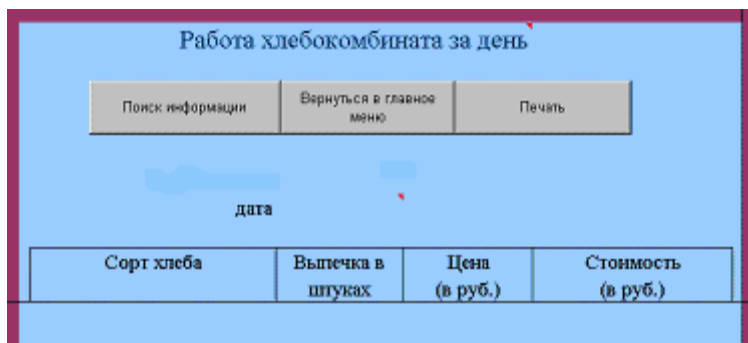 Работа хлебокомбината за день
Поиск информации
Вернуться в главное
меню
Печать
дата
Сорт хлеба
Выпечка в
штуках
Цена
(в руб.)
Стоимость
(в руб.)